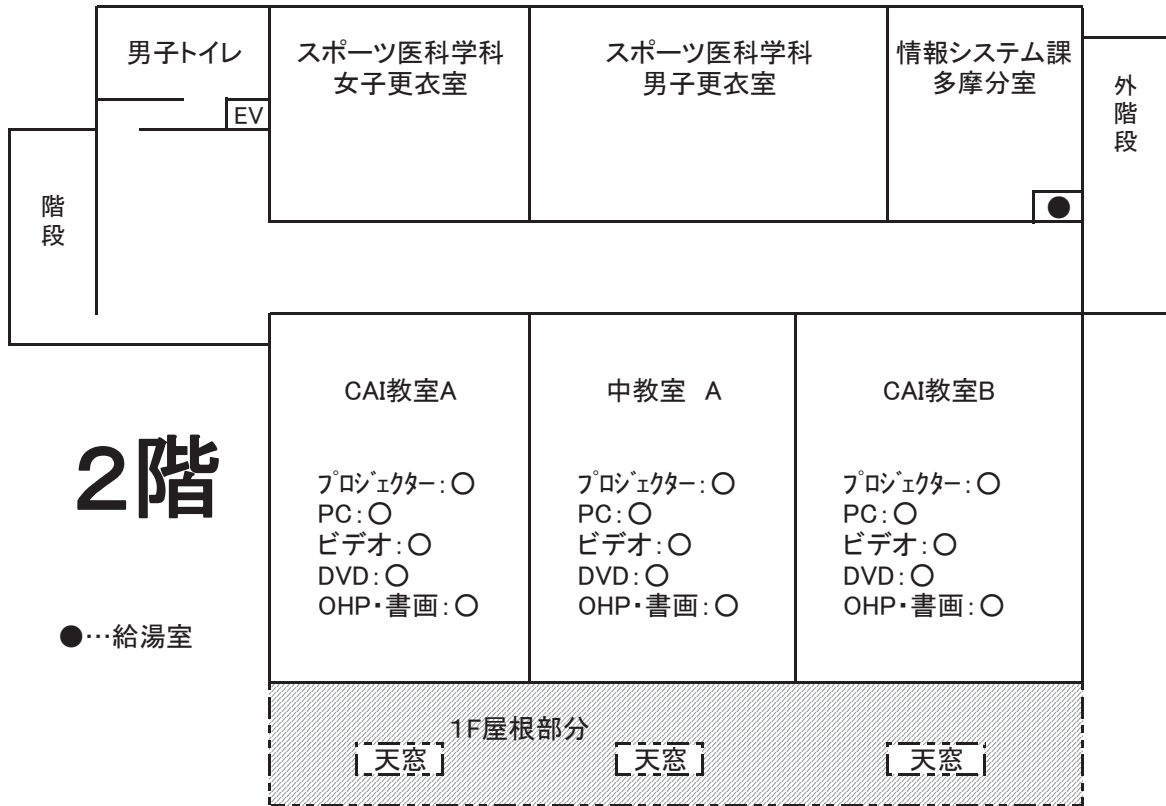 男子トイレ
EV
スポーツ医科学科
女子更衣室
スポーツ医科学科
男子更衣室
情報システム課
多摩分室
外階段
階段
●
CAI教室A
プロジェクター:○
PC:○
ビデオ:○
DVD:○
OHP・書画:○
中教室　A
プロジェクター:○
PC:○
ビデオ:○
DVD:○
OHP・書画:○
CAI教室B
プロジェクター:○
PC:○
ビデオ:○
DVD:○
OHP・書画:○
2階
●…給湯室
1F屋根部分
天窓
天窓
天窓